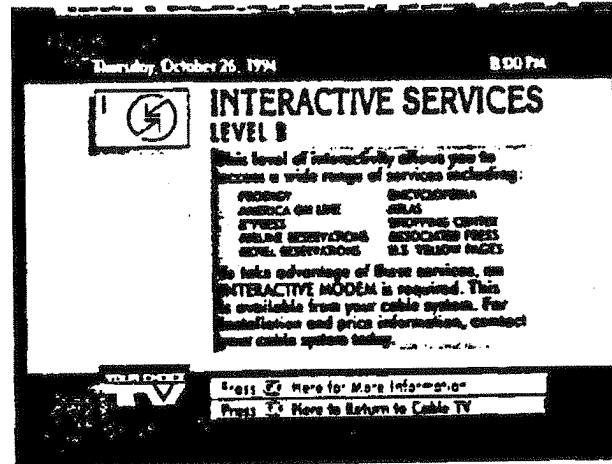 Thursday, October 26, 1994
8:00 PM
INTERACTIVE SERVICES
LEVEL B
This level of interactivity allows you to
access a wide range of services including:
PRODIGY
ENCYCLOPEDIA
AMERICA ON LINE
ATLAS
X*PRESS
SHOPPING CENTER
AIRLINE RESERVATIONS
ASSOCIATED PRESS
HOTEL RESERVATIONS
U.S. YELLOW PAGES
To take advantage of these services, an
INTERACTIVE MODEM is required. This
is available from your cable system. For
installation and price information, contact
your cable system today.
TV
Press Here for More Information
Press Here to Return to Cable TV